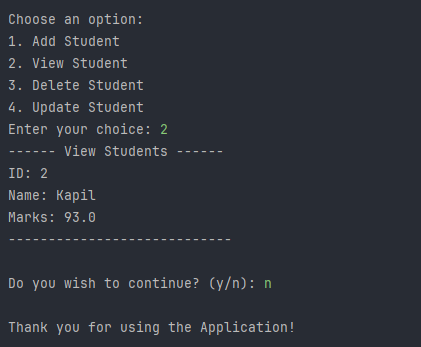 Choose an option:
1. Add Student
2. View Student
3. Delete Student
4. Update Student
Enter your choice: 2
------ View Students ------
ID: 2
Name: Kapil
Marks: 93.0
----------------------------
Do you wish to continue? (y/n): n
Thank you for using the Application!